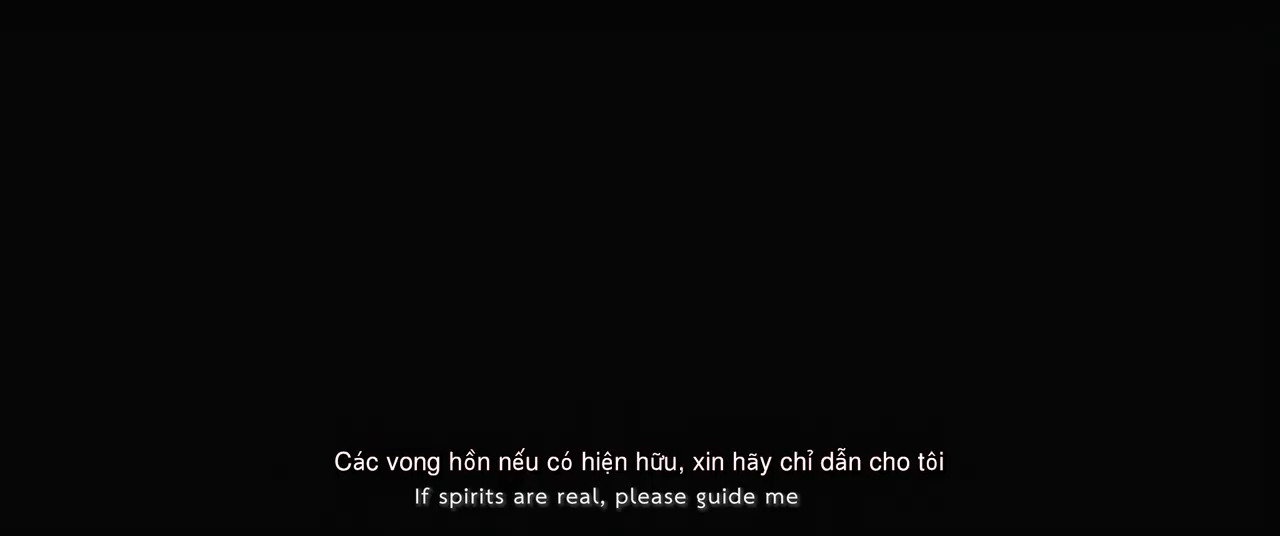 Các vong hồn nếu có hiện hữu, xin hãy chỉ dẫn cho tôi
If spirits are real, please guide me